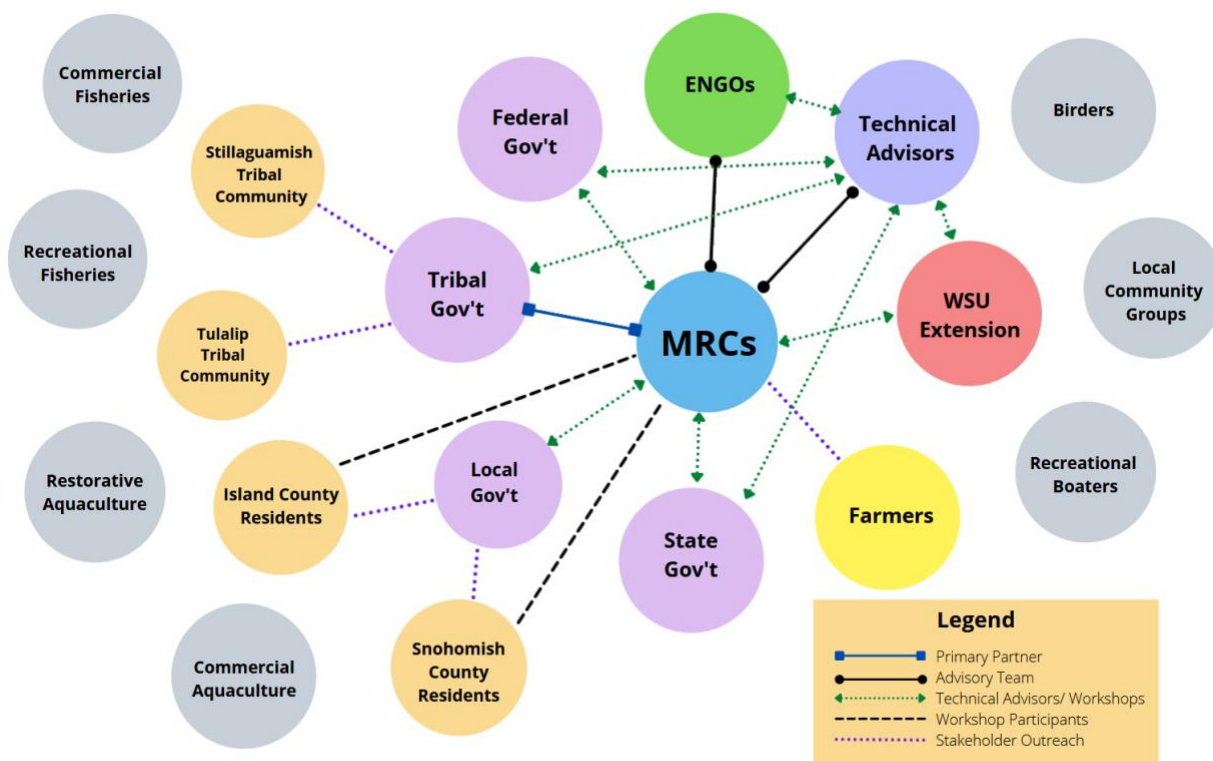 Commercial
Fisheries
Stillaguamish
Tribal
Community
Federal
Gov't
ENGOs
Technical
Advisors
Birders
Recreational
Fisheries
Tribal
Gov't
MRCs
WSU
Extension
Local
Community
Groups
Tulalip
Tribal
Community
Restorative
Aquaculture
Island County
Residents
Local
Gov't
State
Gov't
Farmers
Recreational
Boaters
Commercial
Aquaculture
Snohomish
County
Residents
Legend
Primary Partner
Advisory Team
Technical Advisors/ Workshops
Workshop Participants
Stakeholder Outreach